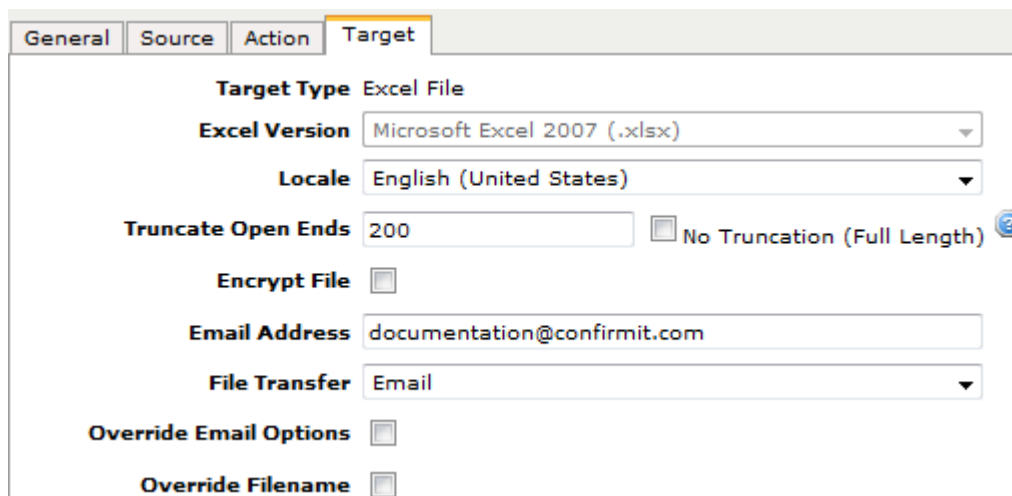 General Source Action Target
Target Type Excel File
Excel Version Microsoft Excel 2007 (.xlsx)
Locale English (United States)
Truncate Open Ends 200 No Truncation (Full Length)
Encrypt File
Email Address documentation@confirmit.com
File Transfer Email
Override Email Options
Override Filename